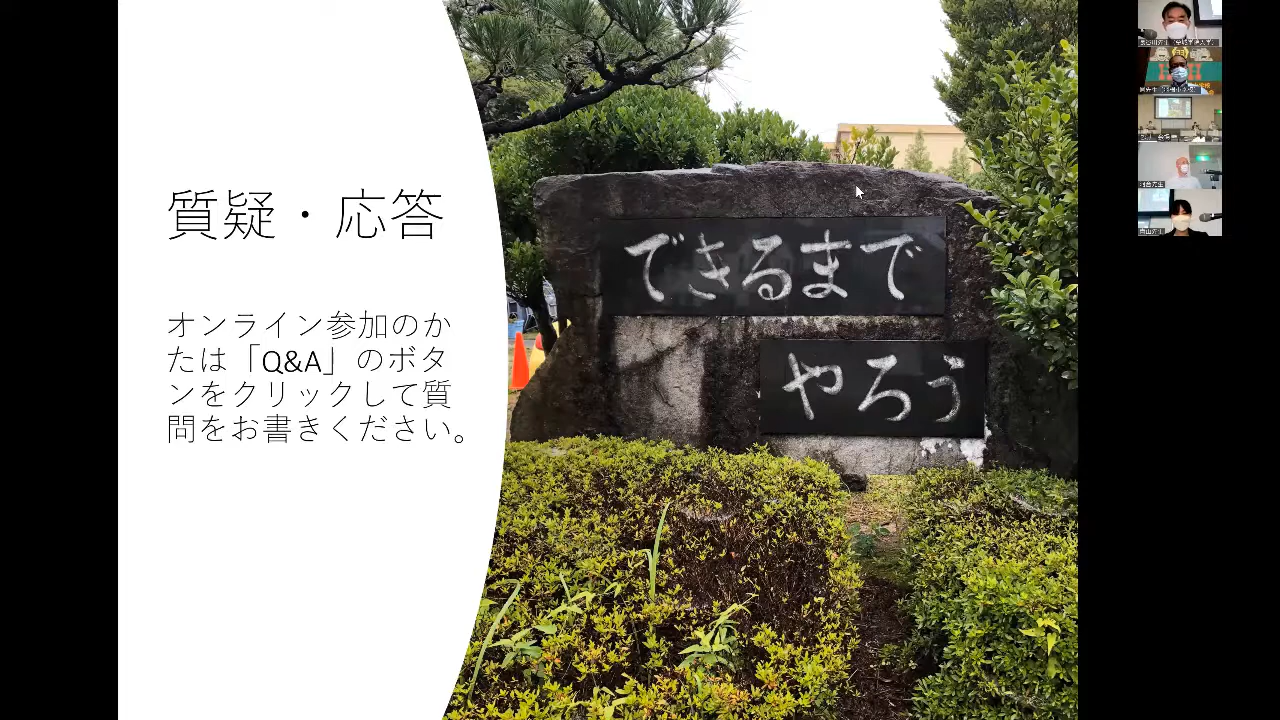 質疑・応答
オンライン参加のか
たは「Q&A」のボタ
ンをクリックして質
問をお書きください。
できるまで
やろう